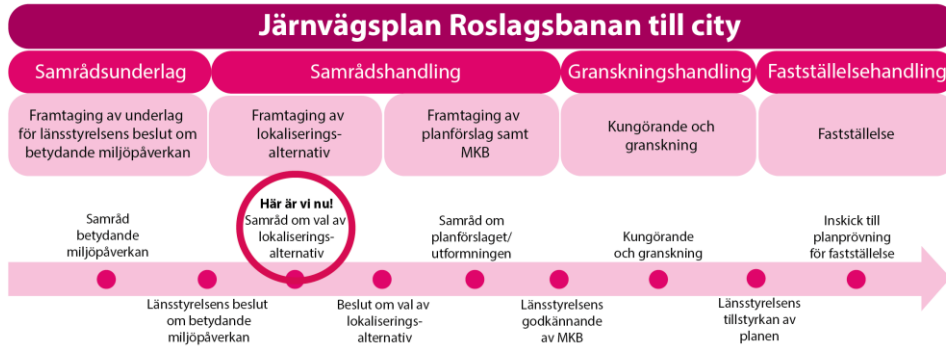 Järnvägsplan Roslagsbanan till city
Samrådsunderlag
Samrådshandling
Granskningshandling
Fastställelsehandling
Framtaging av underlag
för länsstyrelsens beslut om
betydande miljöpåverkan
Framtaging av
lokaliserings-
alternativ
Framtaging av
planförslag samt
MKB
Kungörande och
granskning
Fastställelse
Samråd
betydande
miljöpåverkan
Här är vi nu!
Samråd om val av
lokaliserings-
alternativ
Samråd om
planförslaget/
utformningen
Kungörande
och granskning
Inskick till
planprövning
för fastställelse
Länsstyrelsens beslut
om betydande
miljöpåverkan
Beslut om val av
lokaliserings-
alternativ
Länsstyrelsens
godkännande
av MKB
Länsstyrelsens
tillstyrkan av
planen